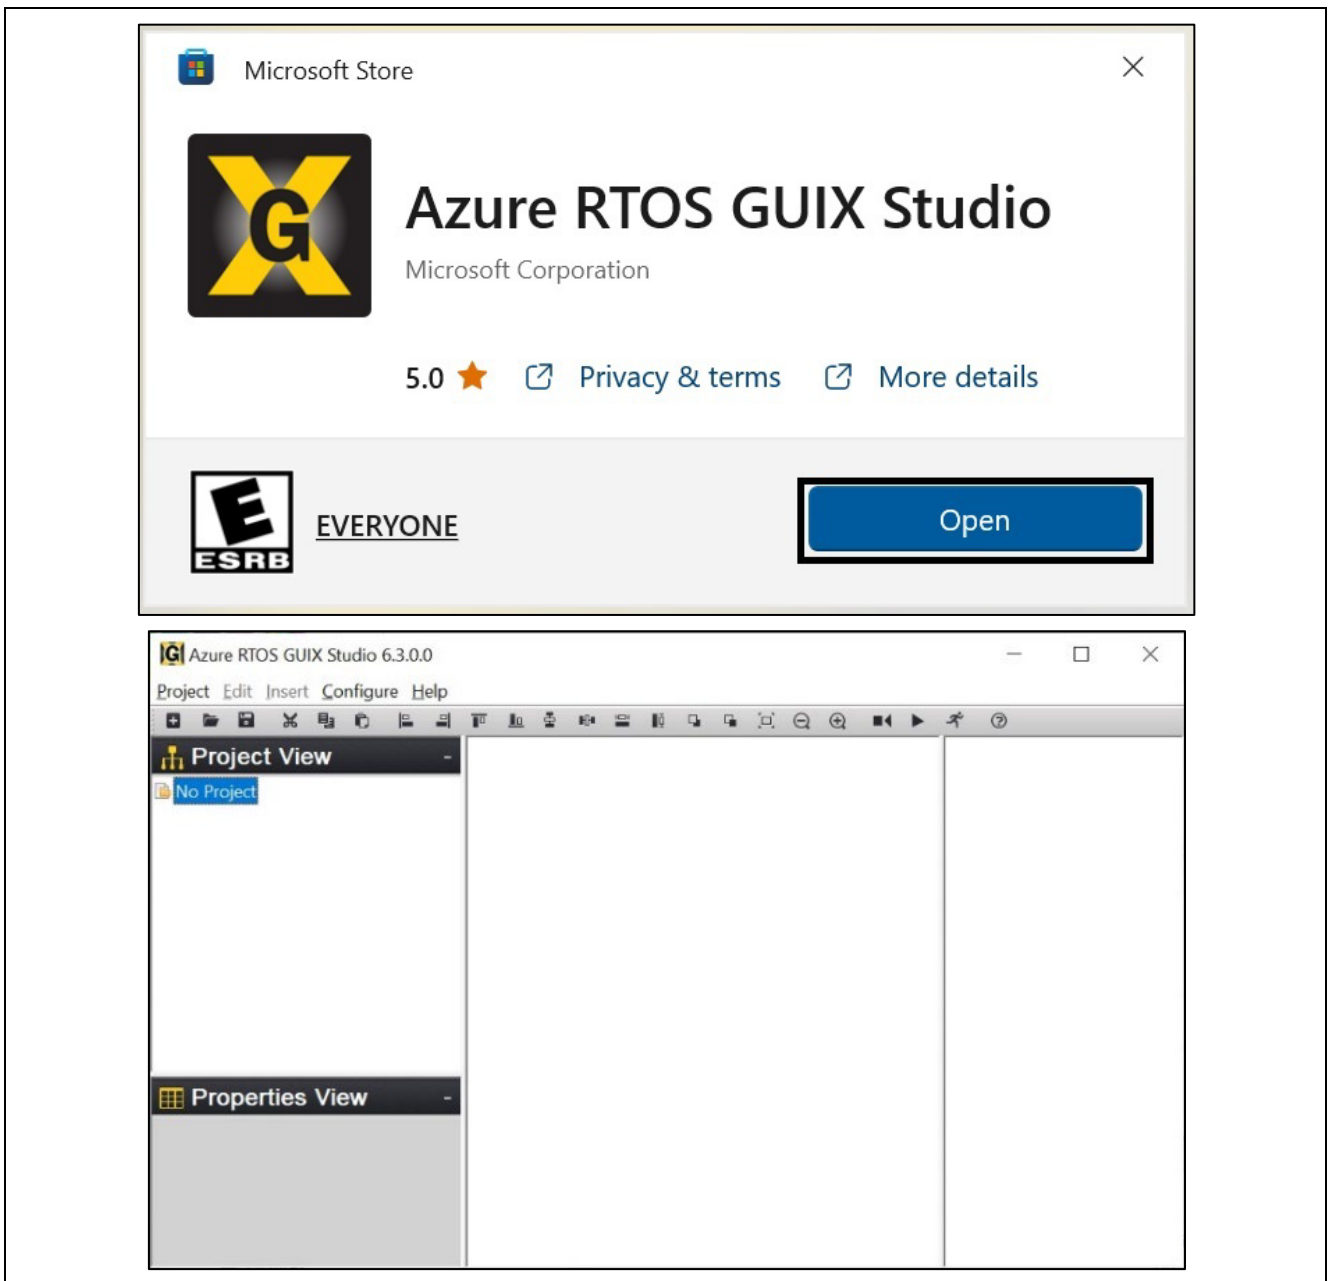 Microsoft Store
G
Azure RTOS GUIX Studio
Microsoft Corporation
5.0 Privacy & terms More details
E
ESRB
EVERYONE
Open
G Azure RTOS GUIX Studio 6.3.0.0
Project Edit Insert Configure Help
Project View
No Project
Properties View